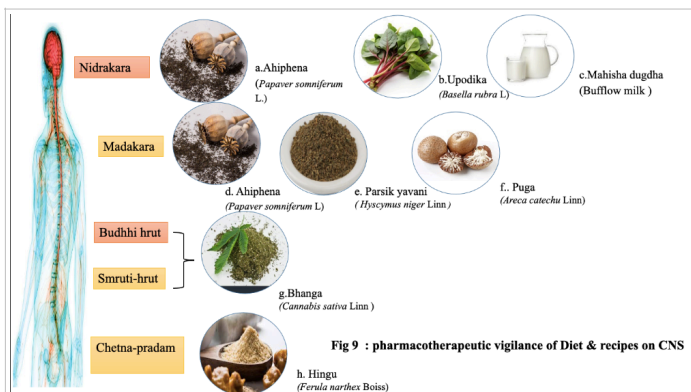 Nidrakara
a.Ahiphena
(Papaver somniferum
L.)
b.Upodika
(Basella rubra L)
c.Mahisha dugdha
(Bufflow milk )
Madakara
d. Ahiphena
(Papaver somniferum L)
e. Parsik yavani
( Hyscymus niger Linn )
f.. Puga
(Areca catechu Linn)
Budhhi hrut
Smruti-hrut
g.Bhanga
(Cannabis sativa Linn )
Chetna-pradam
h. Hingu
(Ferula narthex Boiss)
Fig 9 : pharmacotherapeutic vigilance of Diet & recipes on CNS